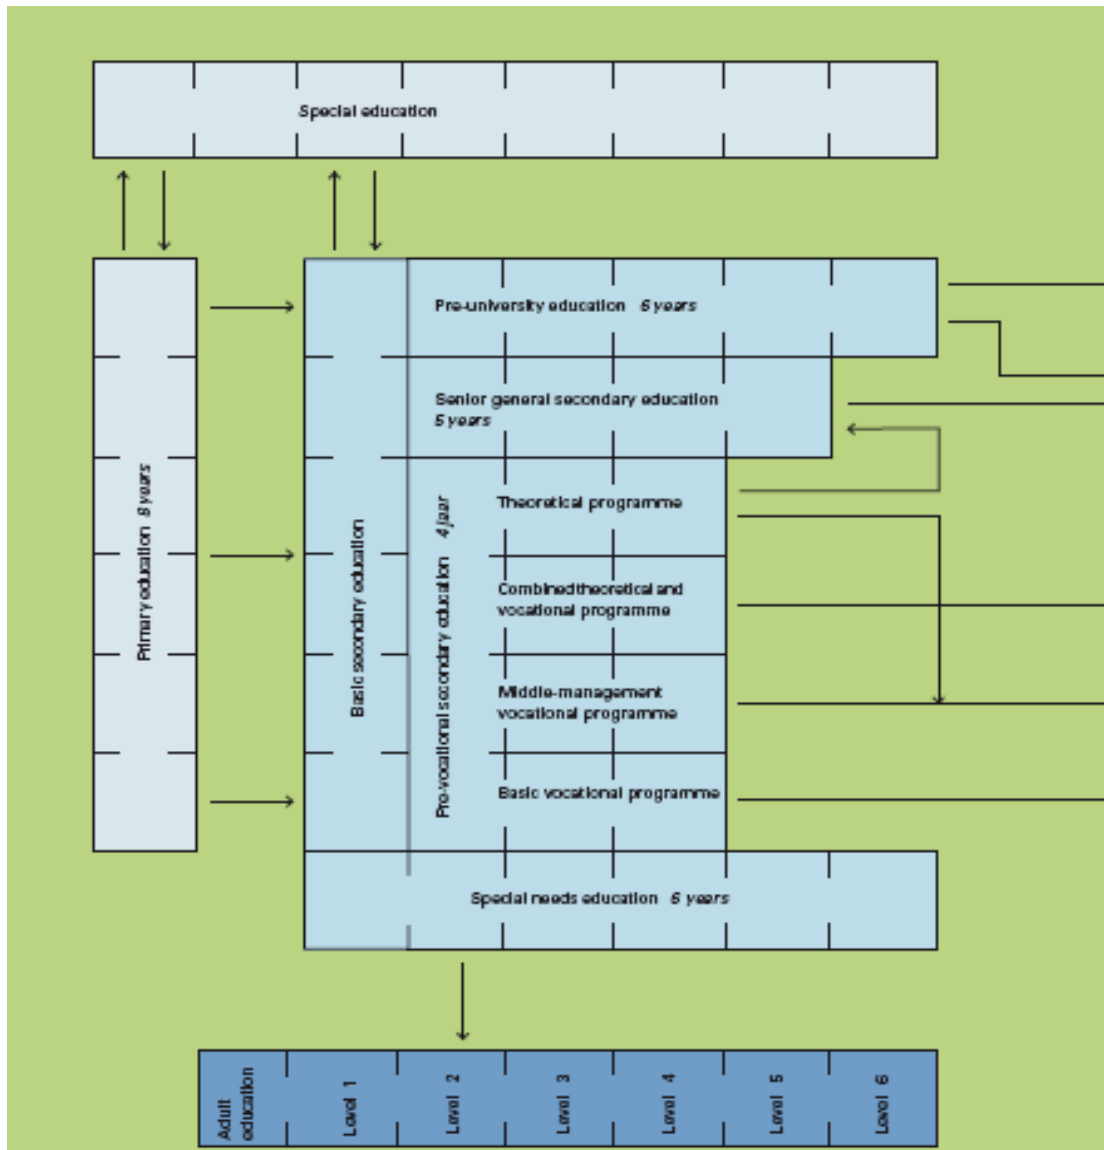 Special education
Pre-university education 6 years
Senior general secondary education
5 years
Primary education 8 years
Basic secondary education
Pre-vocational secondary education 4 jaar
Theoretical programme
Combined theoretical and
vocational programme
Middle-management
vocational programme
Basic vocational programme
Special needs education 6 years
Adult
education
Level 1
Level 2
Level 3
Level 4
Level 5
Level 6